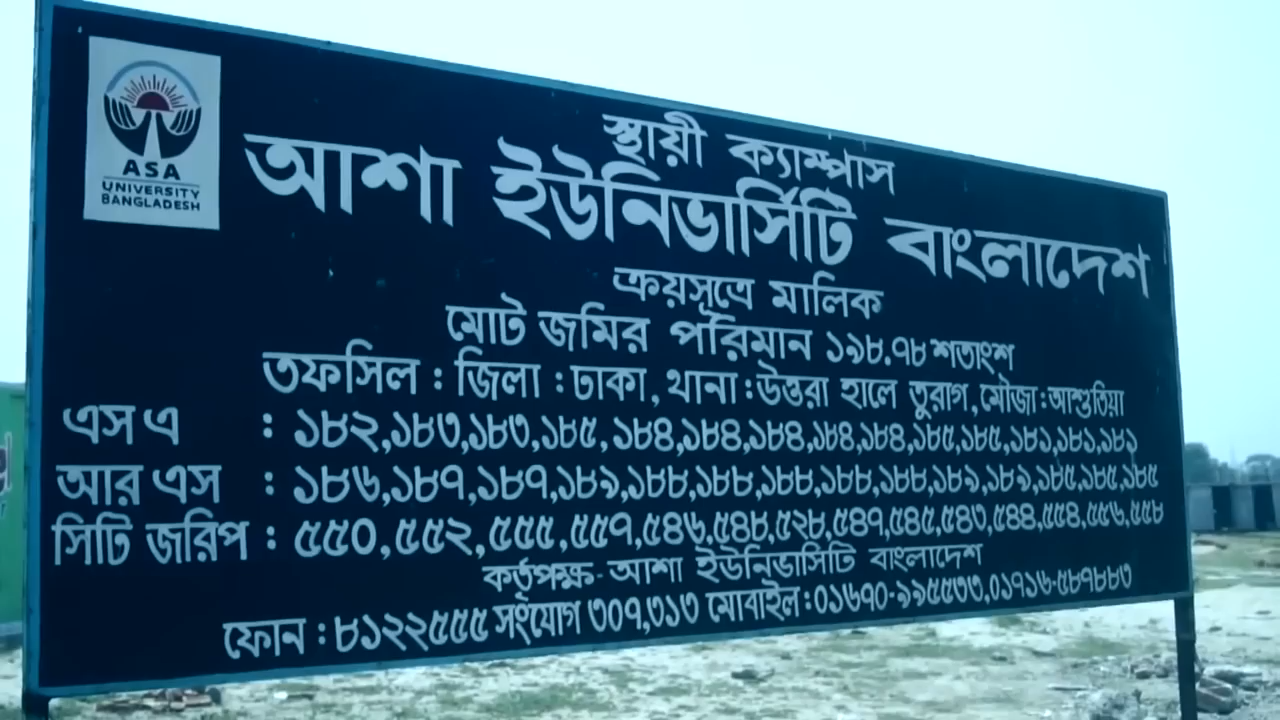 ASA
UNIVERSITY
BANGLADESH
স্থায়ী ক্যাম্পাস
আশা ইউনিভার্সিটি বাংলাদেশ
ক্রয়সূত্রে মালিক
মোট জমির পরিমান ১৯৮.৭৮ শতাংশ
তফসিল : জিলা : ঢাকা, থানা : উত্তরা হালে তুরাগ, মৌজা : আশুতিয়া
এস এ : ১৮২,১৮৩,১৮৩,১৮৫,১৮৪,১৮৪,১৮৪,১৮৪,১৮৪,১৮৫,১৮৫,১৮১,১৮১,১৮১
আর এস : ১৮৬,১৮৭,১৮৭,১৮৯,১৮৮,১৮৮,১৮৮,১৮৮,১৮৮,১৮৯,১৮৯,১৮৫,১৮৫,১৮৫
সিটি জরিপ : ৫৫০,৫৫২,৫৫৫,৫৫৭,৫৪৬,৫৪৮,৫২৮,৫৪৭,৫৪৫,৫৪৩,৫৪৪,৫৫৪,৫৫৬,৫৫৮
কর্তৃপক্ষ - আশা ইউনিভার্সিটি বাংলাদেশ
ফোন : ৮১২২৫৫৫ সংযোগ ৩০৭,৩১৩ মোবাইল : ০১৬৭০-৯৯৫৫৩৩,০১৭১৬-৫৮৭৮৮৩